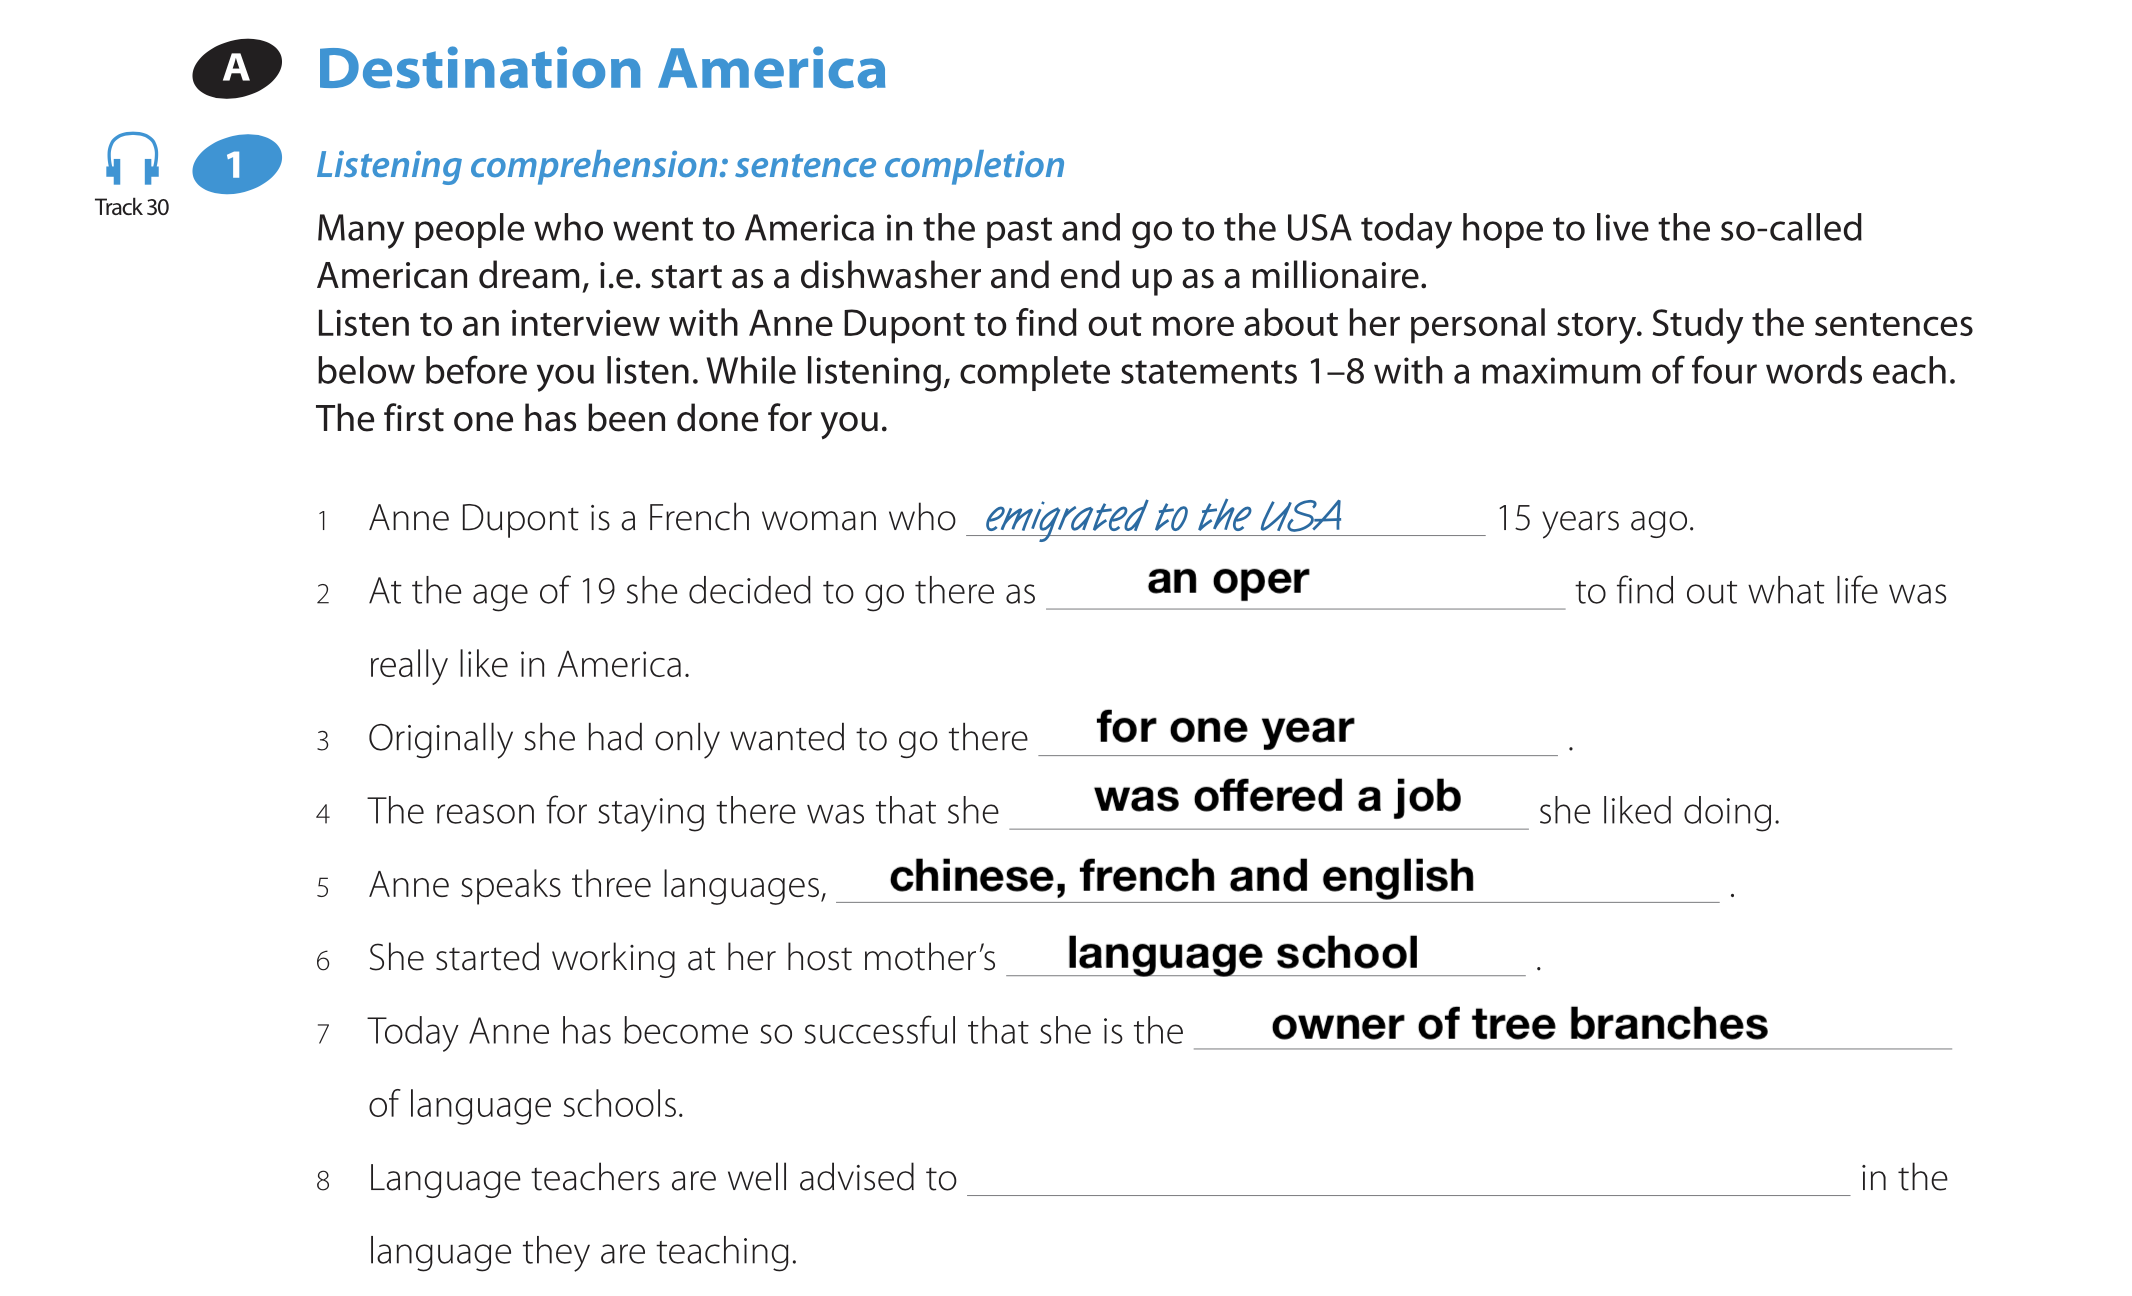 A Destination America
Track 30
1 Listening comprehension: sentence completion
Many people who went to America in the past and go to the USA today hope to live the so-called
American dream, i.e. start as a dishwasher and end up as a millionaire.
Listen to an interview with Anne Dupont to find out more about her personal story. Study the sentences
below before you listen. While listening, complete statements 1–8 with a maximum of four words each.
The first one has been done for you.
1 Anne Dupont is a French woman who emigrated to the USA 15 years ago.
2 At the age of 19 she decided to go there as an oper to find out what life was
really like in America.
3 Originally she had only wanted to go there for one year .
4 The reason for staying there was that she was offered a job she liked doing.
5 Anne speaks three languages, chinese, french and english .
6 She started working at her host mother’s language school .
7 Today Anne has become so successful that she is the owner of tree branches
of language schools.
8 Language teachers are well advised to in the
language they are teaching.